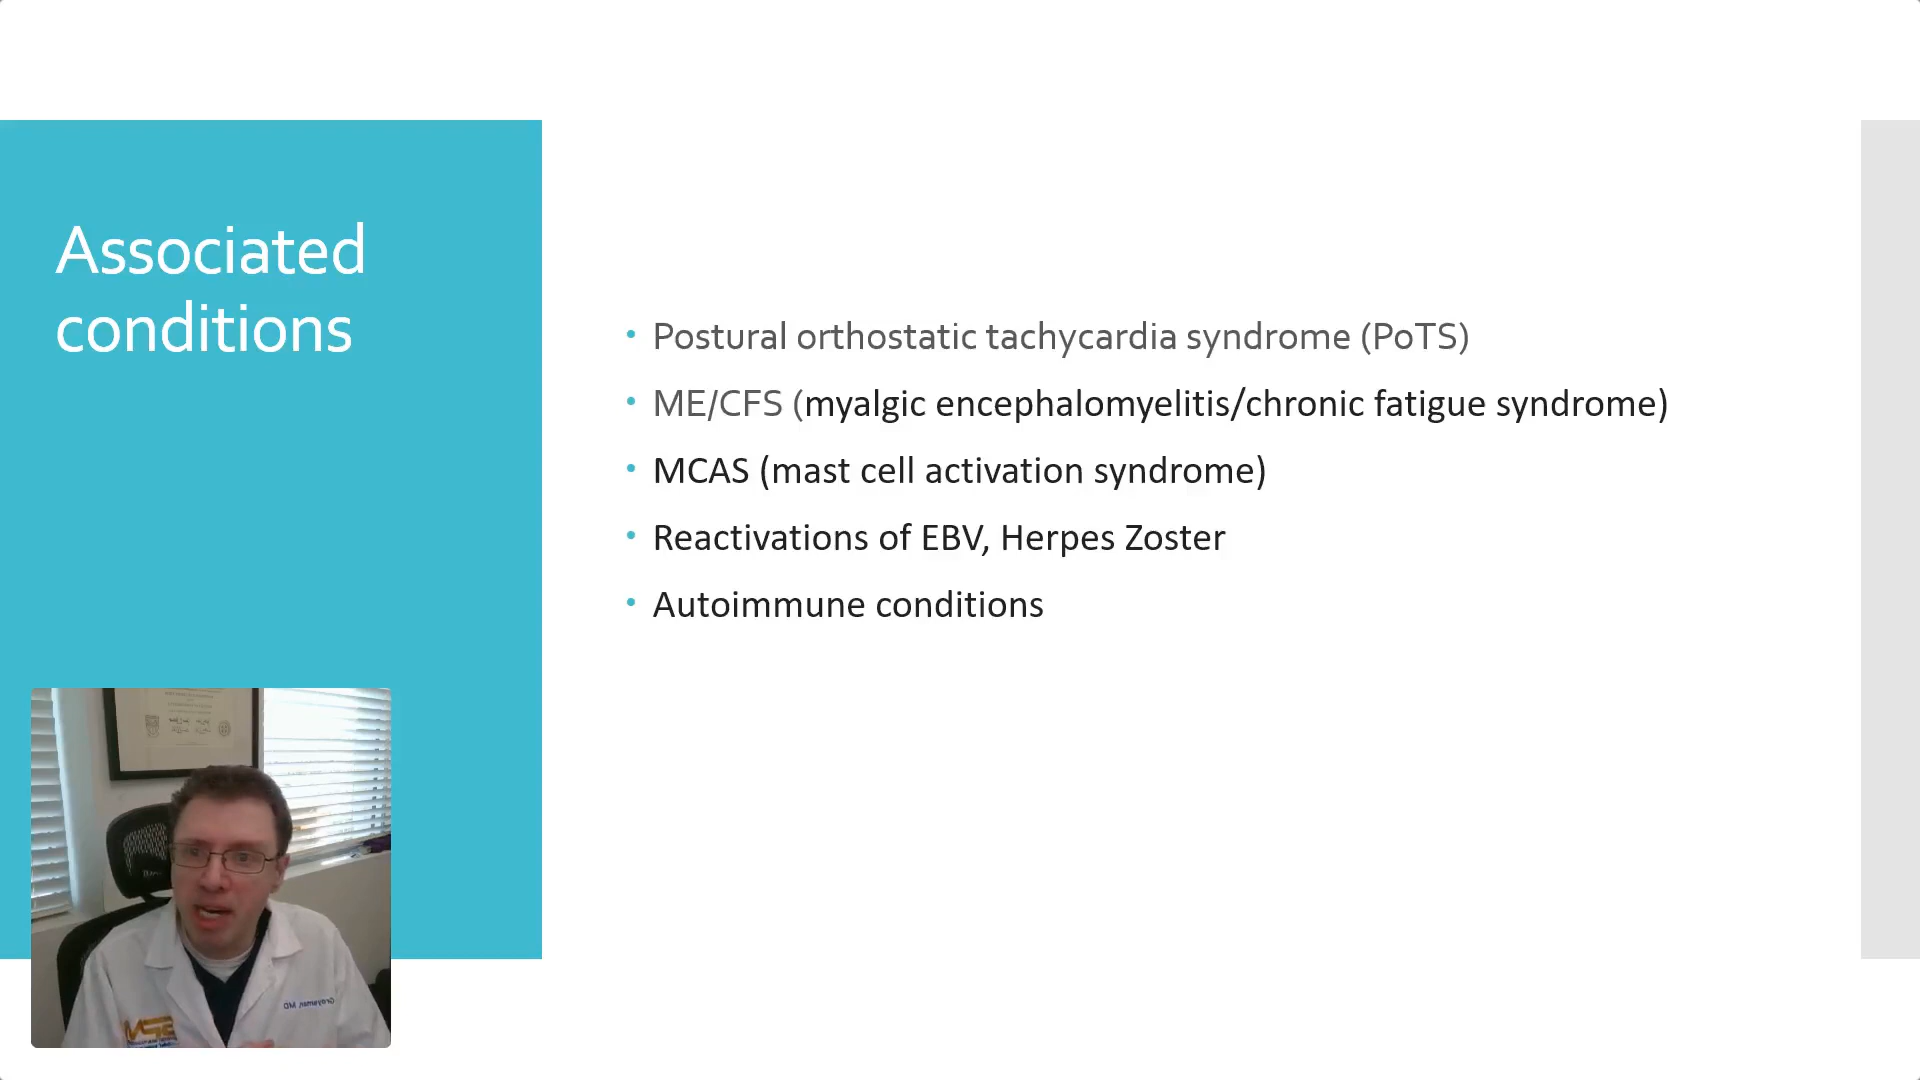 Associated
conditions
• Postural orthostatic tachycardia syndrome (PoTS)
• ME/CFS (myalgic encephalomyelitis/chronic fatigue syndrome)
• MCAS (mast cell activation syndrome)
• Reactivations of EBV, Herpes Zoster
• Autoimmune conditions